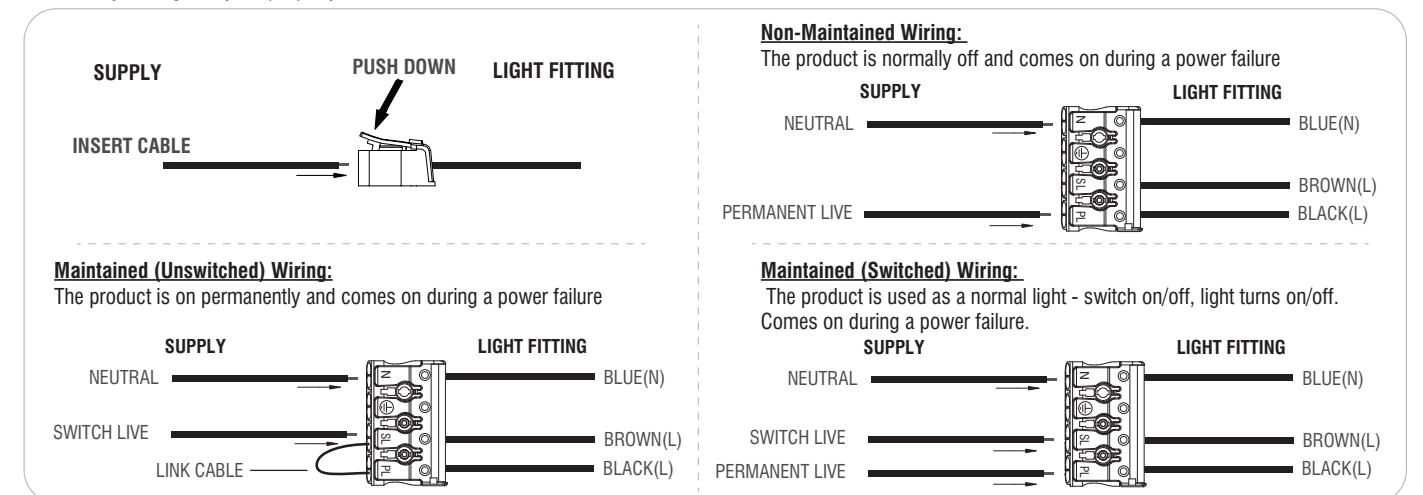 SUPPLY
PUSH DOWN
LIGHT FITTING
INSERT CABLE
Non-Maintained Wiring:
The product is normally off and comes on during a power failure
SUPPLY
LIGHT FITTING
NEUTRAL
N
BLUE(N)
SL
BROWN(L)
PERMANENT LIVE
PL
BLACK(L)
Maintained (Unswitched) Wiring:
The product is on permanently and comes on during a power failure
SUPPLY
LIGHT FITTING
NEUTRAL
N
BLUE(N)
SWITCH LIVE
SL
BROWN(L)
LINK CABLE
PL
BLACK(L)
Maintained (Switched) Wiring:
The product is used as a normal light - switch on/off, light turns on/off.
Comes on during a power failure.
SUPPLY
LIGHT FITTING
NEUTRAL
N
BLUE(N)
SWITCH LIVE
SL
BROWN(L)
PERMANENT LIVE
PL
BLACK(L)